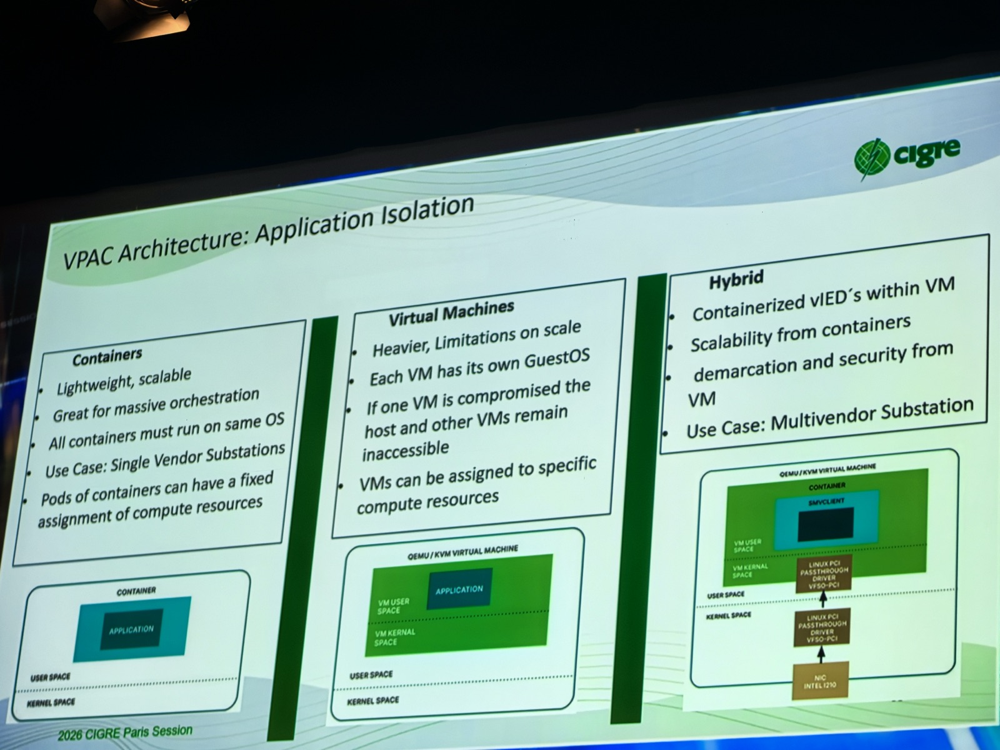 cigre
VPAC Architecture: Application Isolation
Containers
• Lightweight, scalable
• Great for massive orchestration
• All containers must run on same OS
• Use Case: Single Vendor Substations
• Pods of containers can have a fixed
assignment of compute resources
CONTAINER
APPLICATION
USER SPACE
KERNEL SPACE
Virtual Machines
• Heavier, Limitations on scale
• Each VM has its own GuestOS
• If one VM is compromised the
host and other VMs remain
inaccessible
• VMs can be assigned to specific
compute resources
QEMU / KVM VIRTUAL MACHINE
APPLICATION
VM USER
SPACE
VM KERNAL
SPACE
USER SPACE
KERNEL SPACE
Hybrid
• Containerized vIED´s within VM
• Scalability from containers
• demarcation and security from
VM
• Use Case: Multivendor Substation
QEMU / KVM VIRTUAL MACHINE
CONTAINER
SMVCLIENT
VM USER
SPACE
VM KERNAL
SPACE
LINUX PCI
PASSTHROUGH
DRIVER
VFSO-PCI
USER SPACE
KERNEL SPACE
LINUX PCI
PASSTHROUGH
DRIVER
VFSO-PCI
NIC
INTEL I210
2026 CIGRE Paris Session